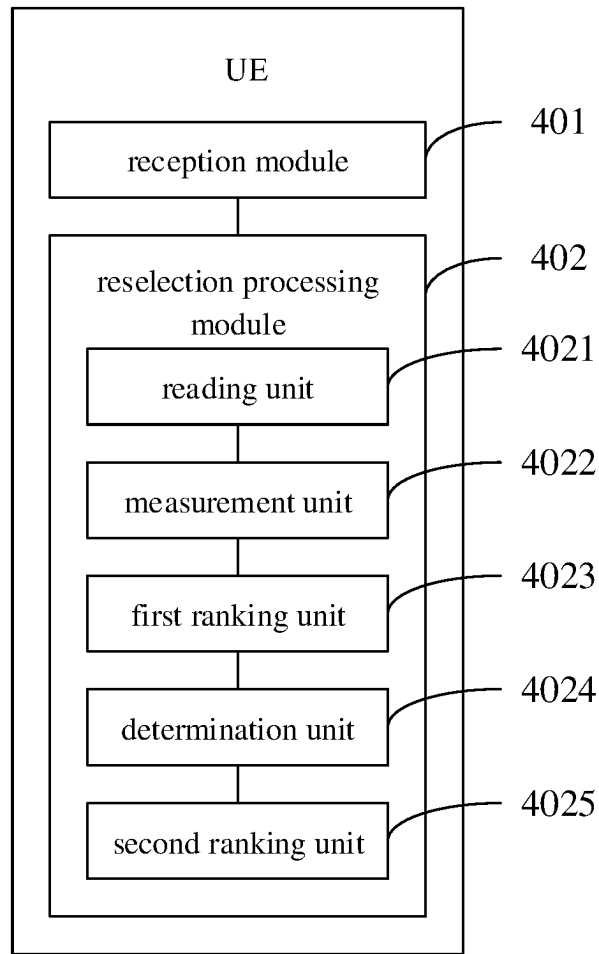 UE
401
reception module
402
reselection processing
module
4021
reading unit
4022
measurement unit
4023
first ranking unit
4024
determination unit
4025
second ranking unit